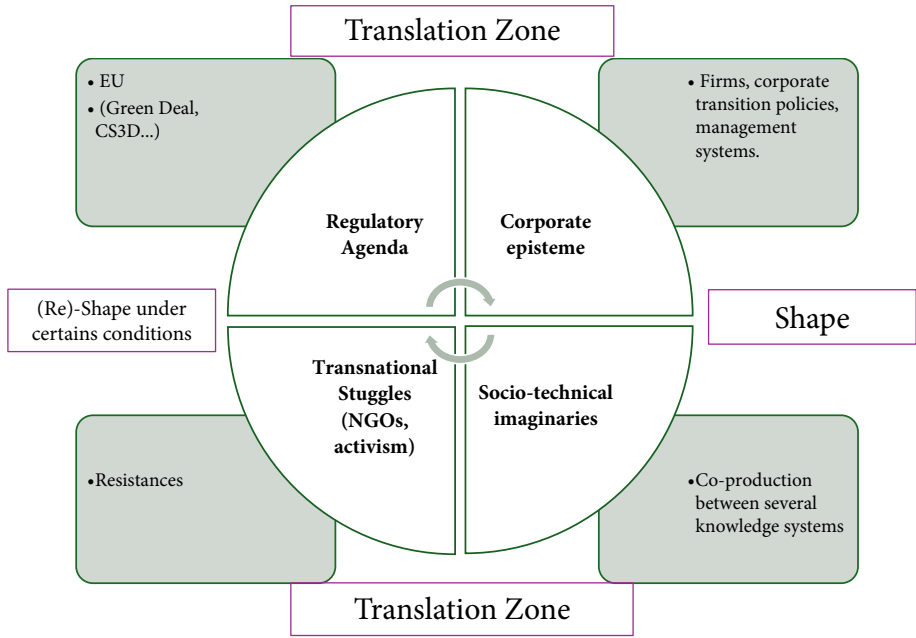 Translation Zone
• EU
• (Green Deal,
CS3D...)
• Firms, corporate
transition policies,
management
systems.
Regulatory
Agenda
Corporate
episteme
(Re)-Shape under
certains conditions
Shape
Transnational
Stuggles
(NGOs,
activism)
Socio-technical
imaginaries
•Resistances
•Co-production
between several
knowledge systems
Translation Zone